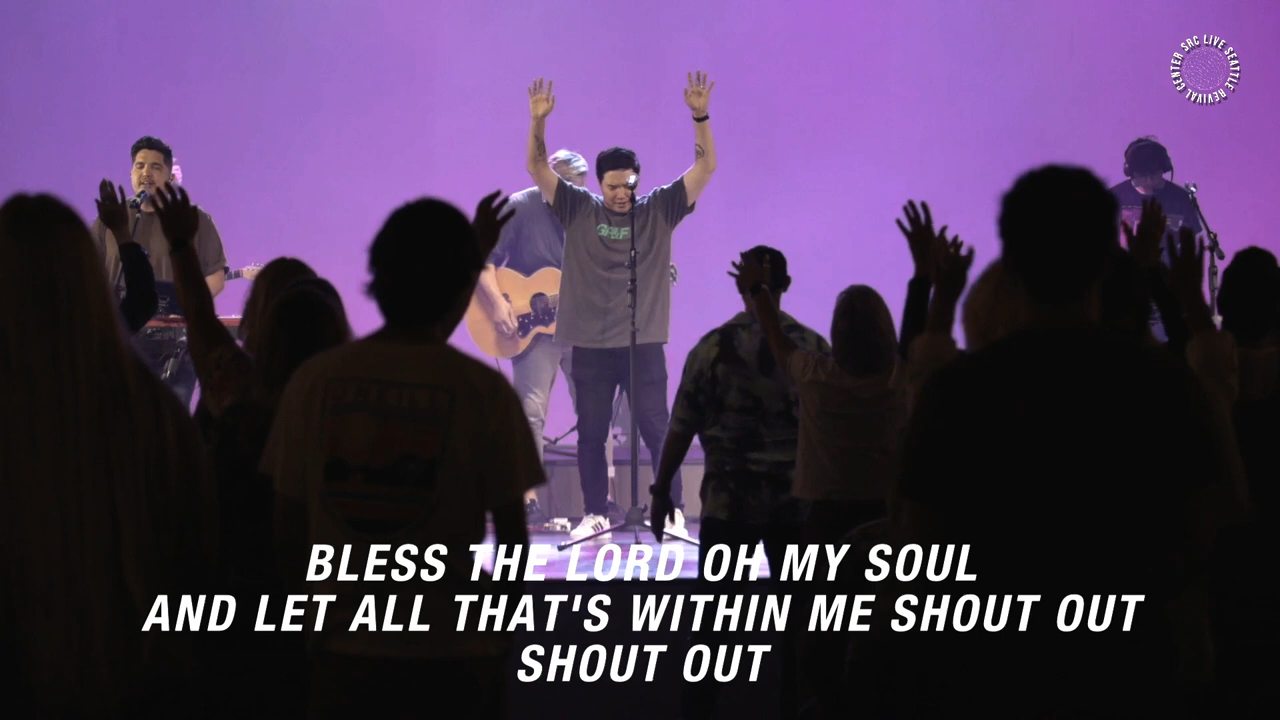 SRC LIVE SEATTLE REVIVAL CENTER
BLESS THE LORD OH MY SOUL
AND LET ALL THAT'S WITHIN ME SHOUT OUT
SHOUT OUT